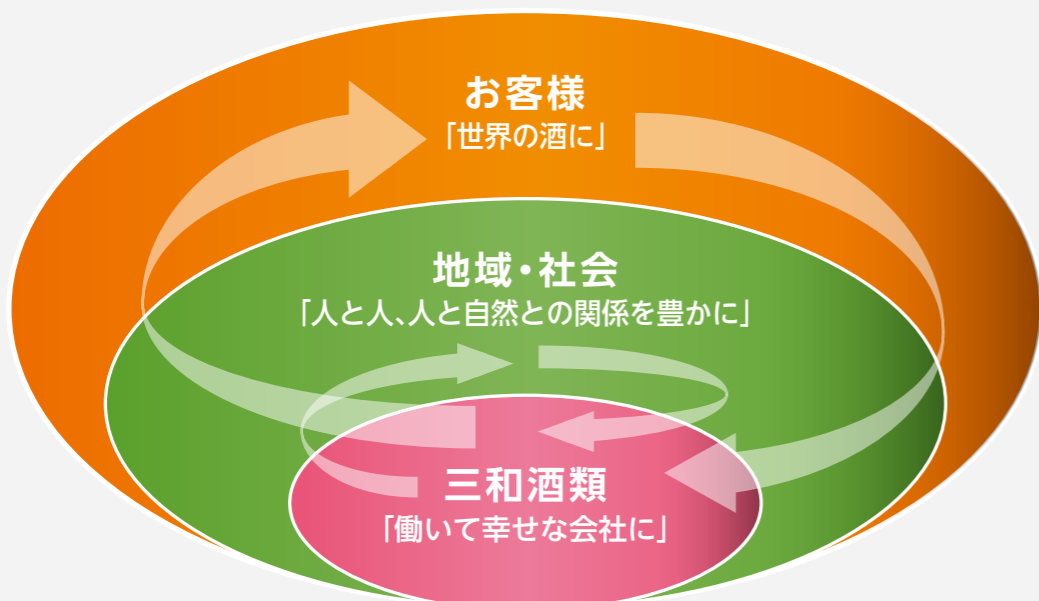 お客様
「世界の酒に」
地域・社会
「人と人、人と自然との関係を豊かに」
三和酒類
「働いて幸せな会社に」